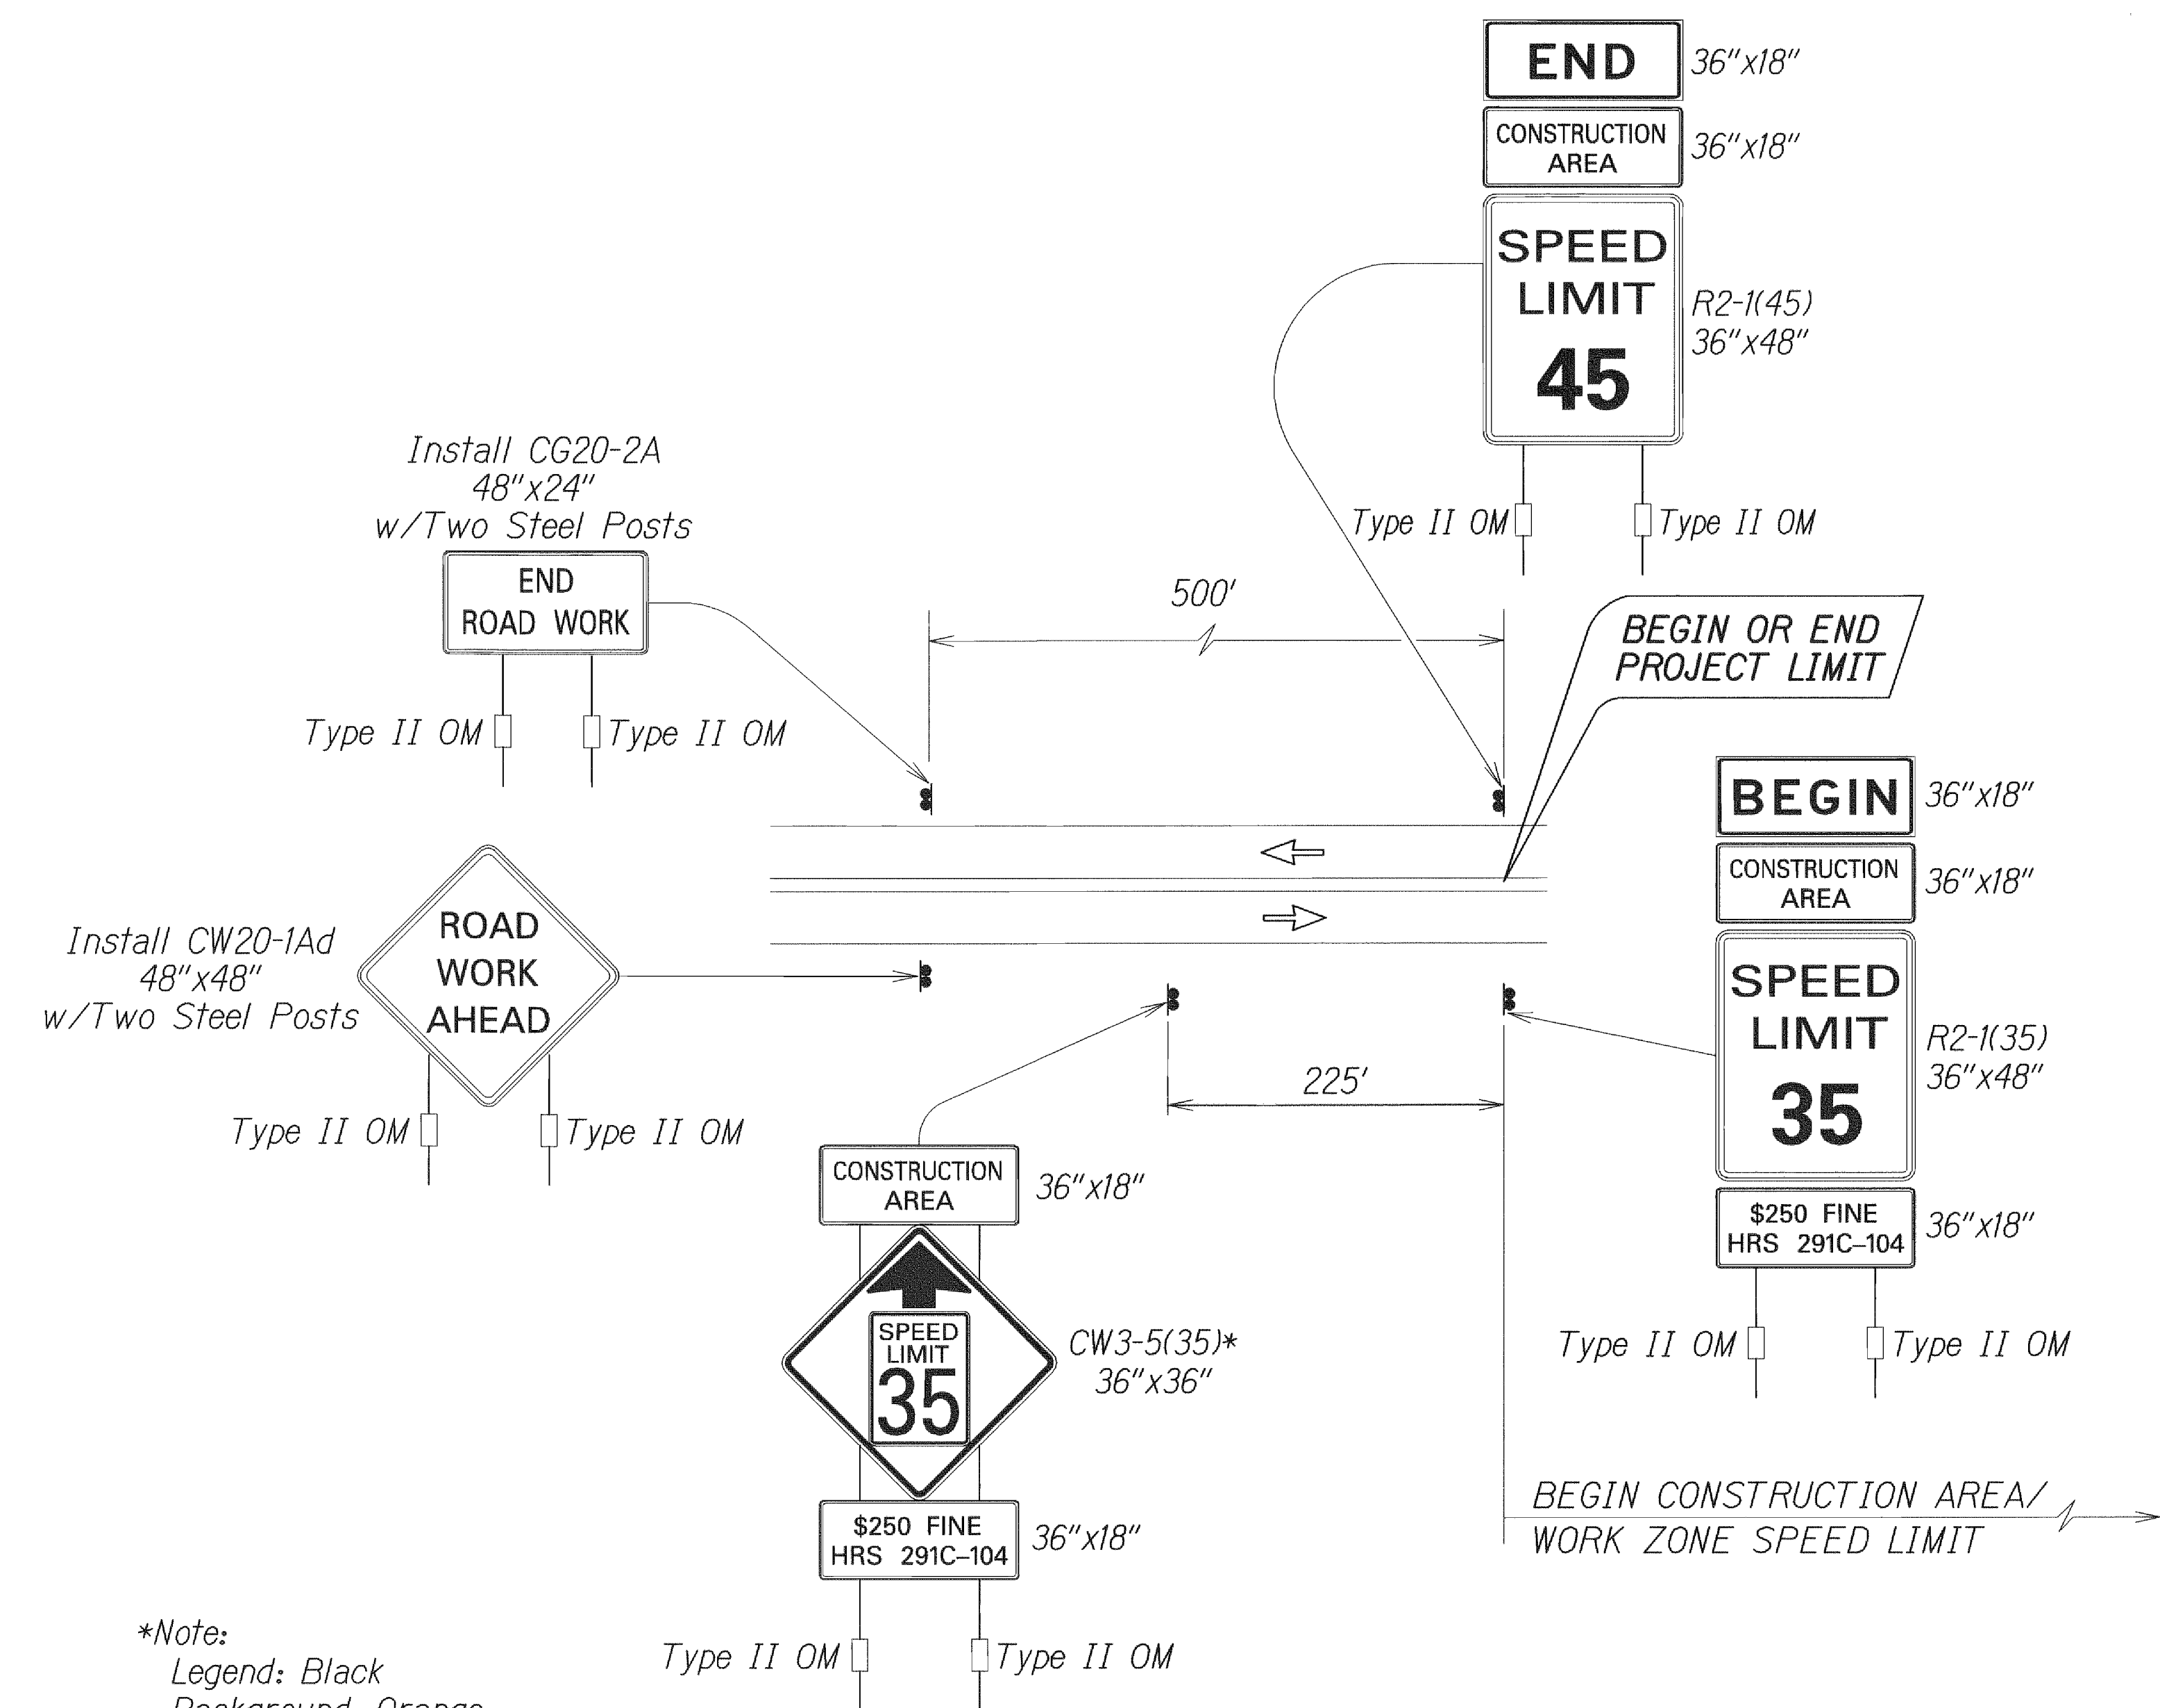 END
36"x18"
CONSTRUCTION
AREA
36"x18"
SPEED
LIMIT
45
R2-1(45)
36"x48"
Type II OM
Type II OM
Install CG20-2A
48"x24"
w/Two Steel Posts
END
ROAD WORK
Type II OM
Type II OM
500'
BEGIN OR END
PROJECT LIMIT
BEGIN
36"x18"
CONSTRUCTION
AREA
36"x18"
SPEED
LIMIT
35
R2-1(35)
36"x48"
$250 FINE
HRS 291C-104
36"x18"
Type II OM
Type II OM
Install CW20-1Ad
48"x48"
w/Two Steel Posts
ROAD
WORK
AHEAD
Type II OM
Type II OM
225'
CONSTRUCTION
AREA
36"x18"
SPEED
LIMIT
35
CW3-5(35)*
36"x36"
$250 FINE
HRS 291C-104
36"x18"
Type II OM
Type II OM
BEGIN CONSTRUCTION AREA/
WORK ZONE SPEED LIMIT
*Note:
Legend: Black
Background: Orange